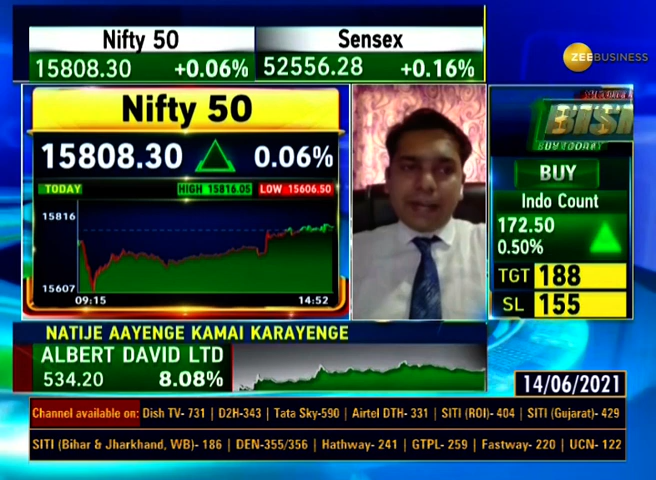 Nifty 50
Sensex
15808.30 +0.06%
52556.28 +0.16%
ZEEBUSINESS
Nifty 50
15808.30 0.06%
TODAY
HIGH 15816.05
LOW 15606.50
15816
15607
09:15
14:52
BUY TODAY
BUY
Indo Count
172.50
0.50%
TGT 188
SL 155
NATIJE AAYENGE KAMAI KARAYENGE
ALBERT DAVID LTD
534.20 8.08%
14/06/2021
Channel available on: Dish TV- 731 | D2H-343 | Tata Sky-590 | Airtel DTH- 331 | SITI (ROI)- 404 | SITI (Gujarat)- 429
SITI (Bihar & Jharkhand, WB)- 186 | DEN-355/356 | Hathway- 241 | GTPL- 259 | Fastway- 220 | UCN- 122